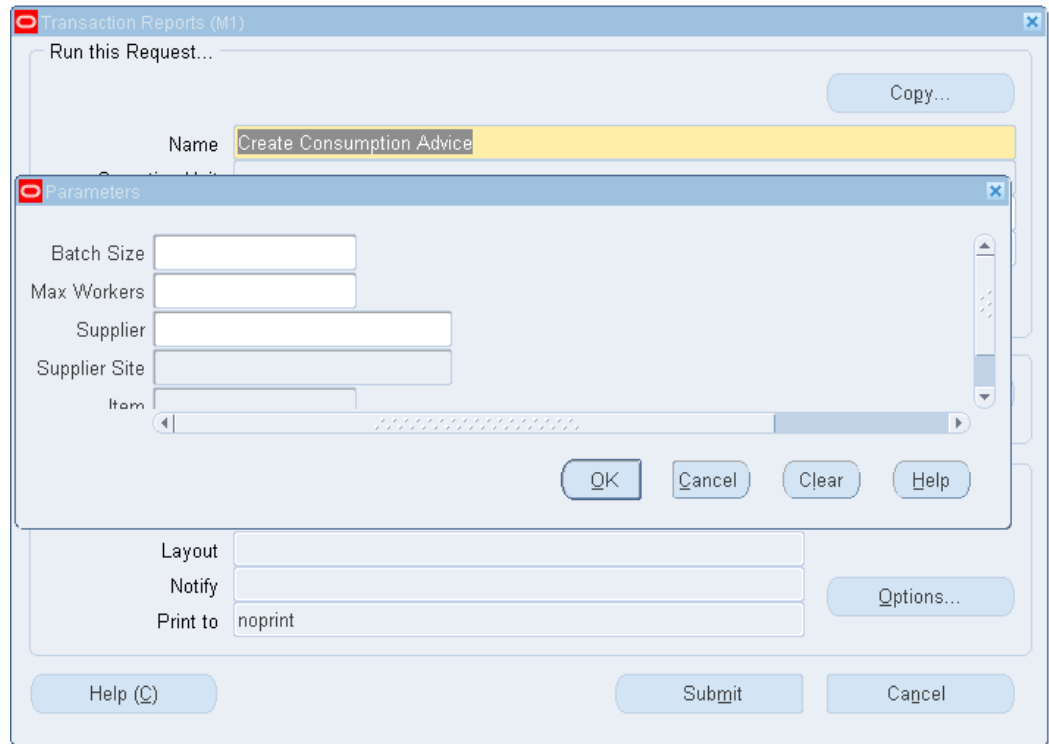 Transaction Reports (M1)
Run this Request...
Copy...
Name Create Consumption Advice
Parameters
Batch Size
Max Workers
Supplier
Supplier Site
Item
OK Cancel Clear Help
Layout
Notify
Options...
Print to noprint
Help (C) Submit Cancel